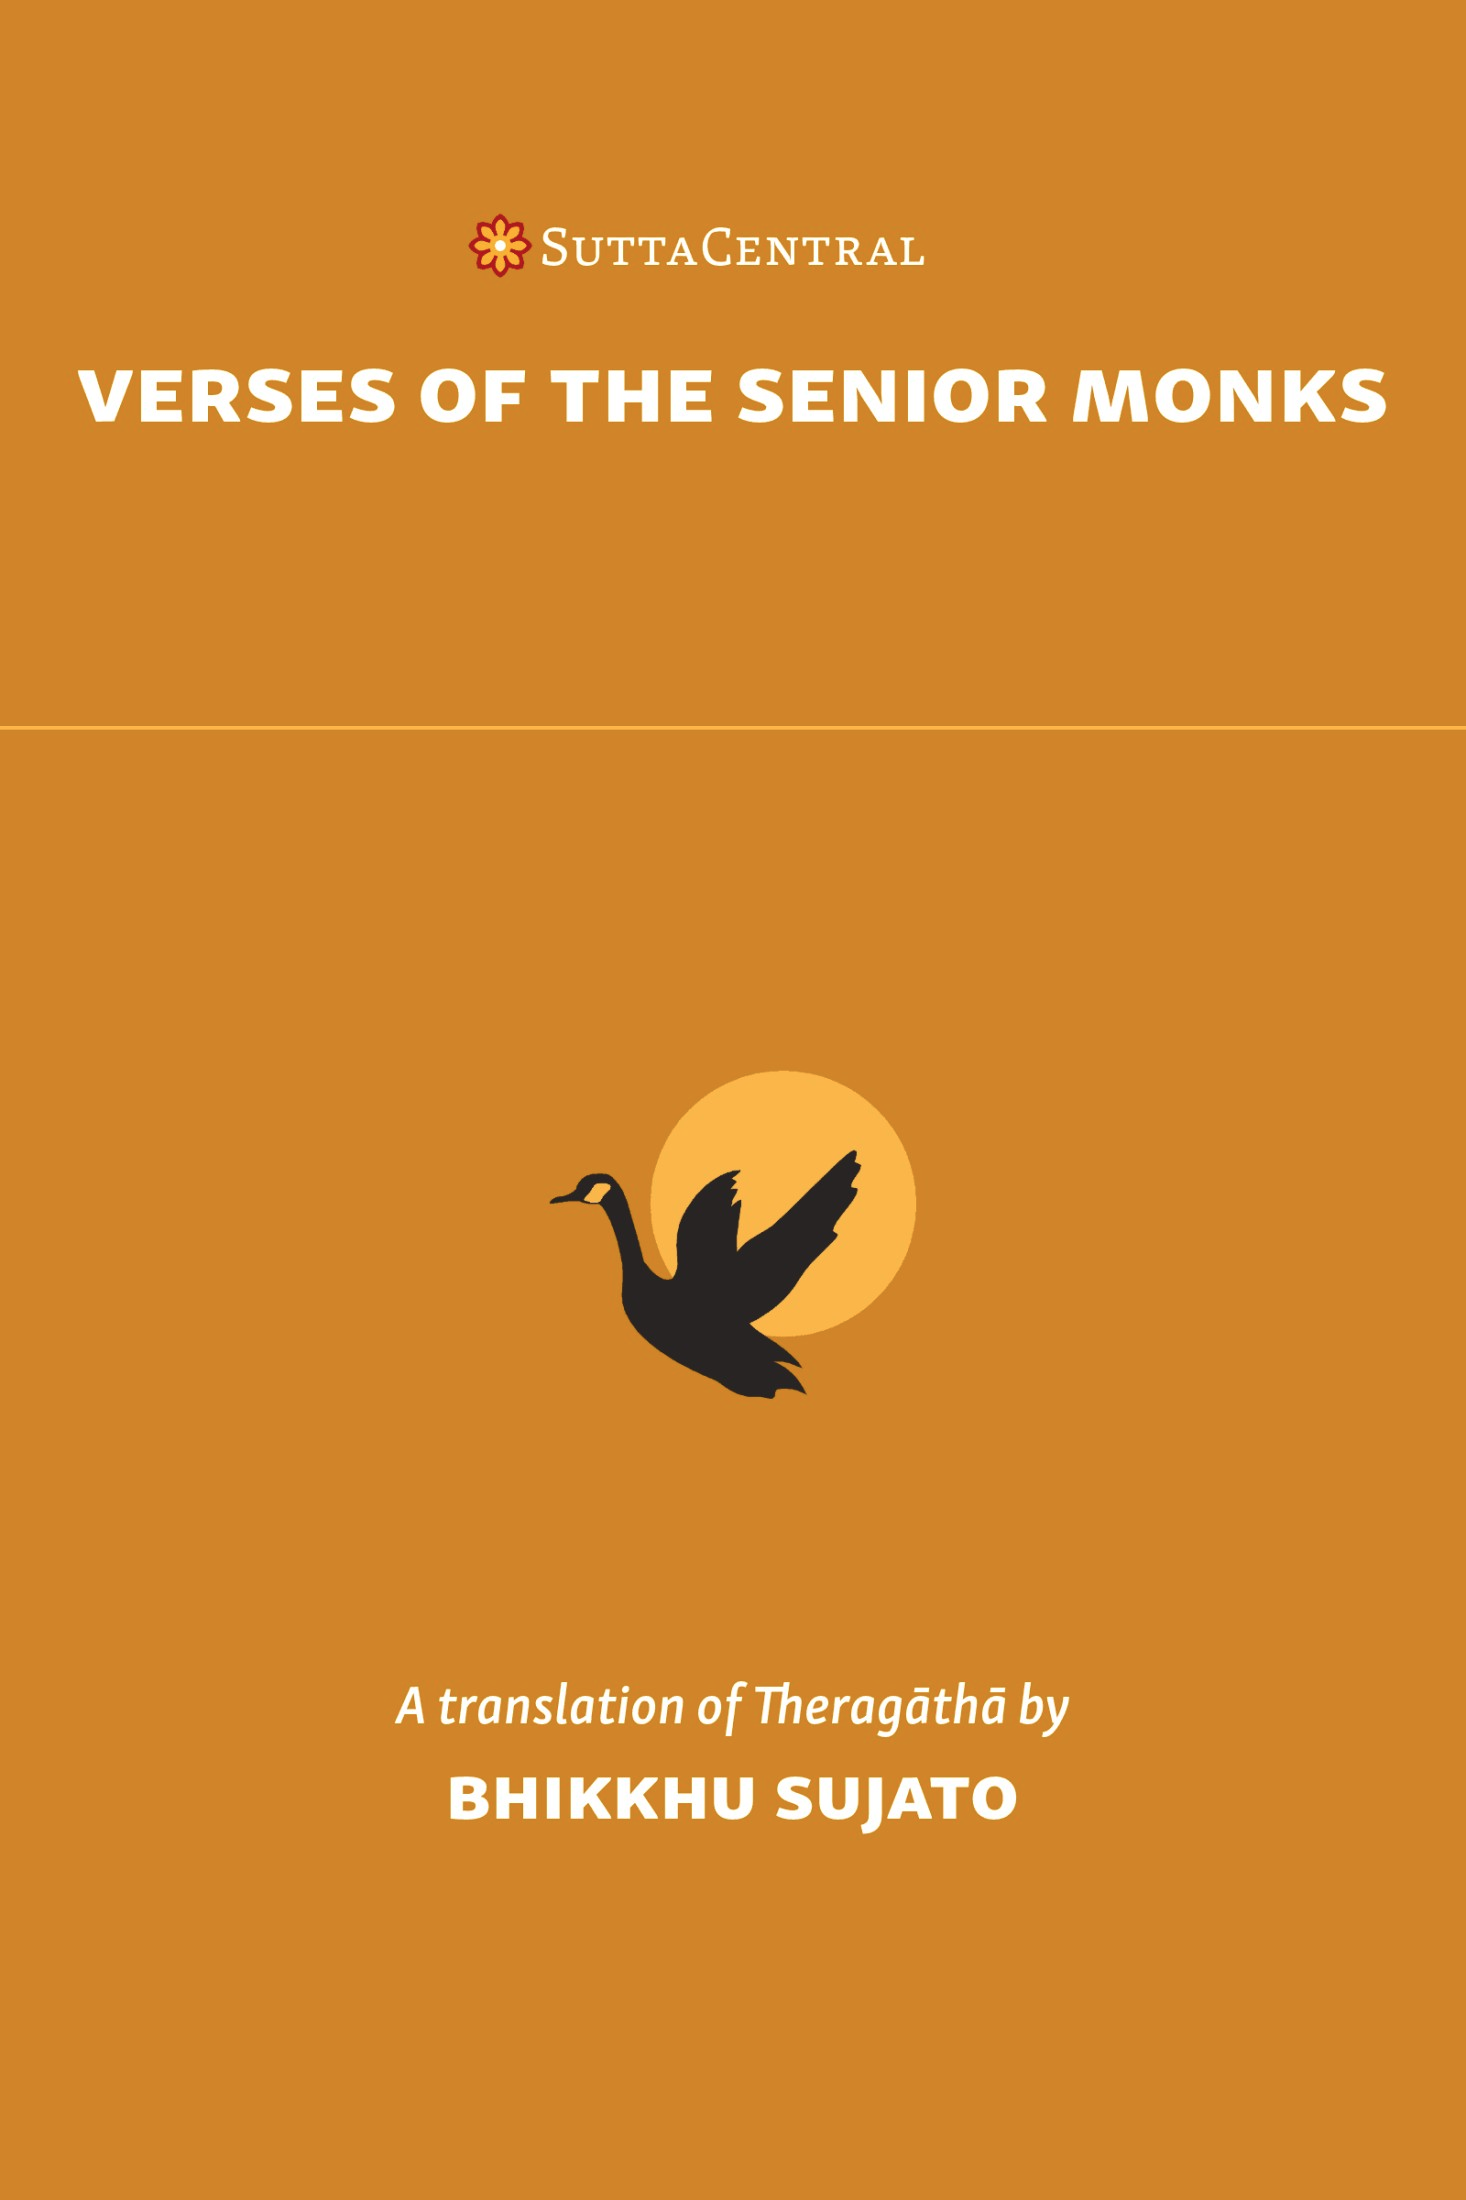 SUTTACENTRAL
VERSES OF THE SENIOR MONKS
A translation of Theragāthā by
BHIKKHU SUJATO